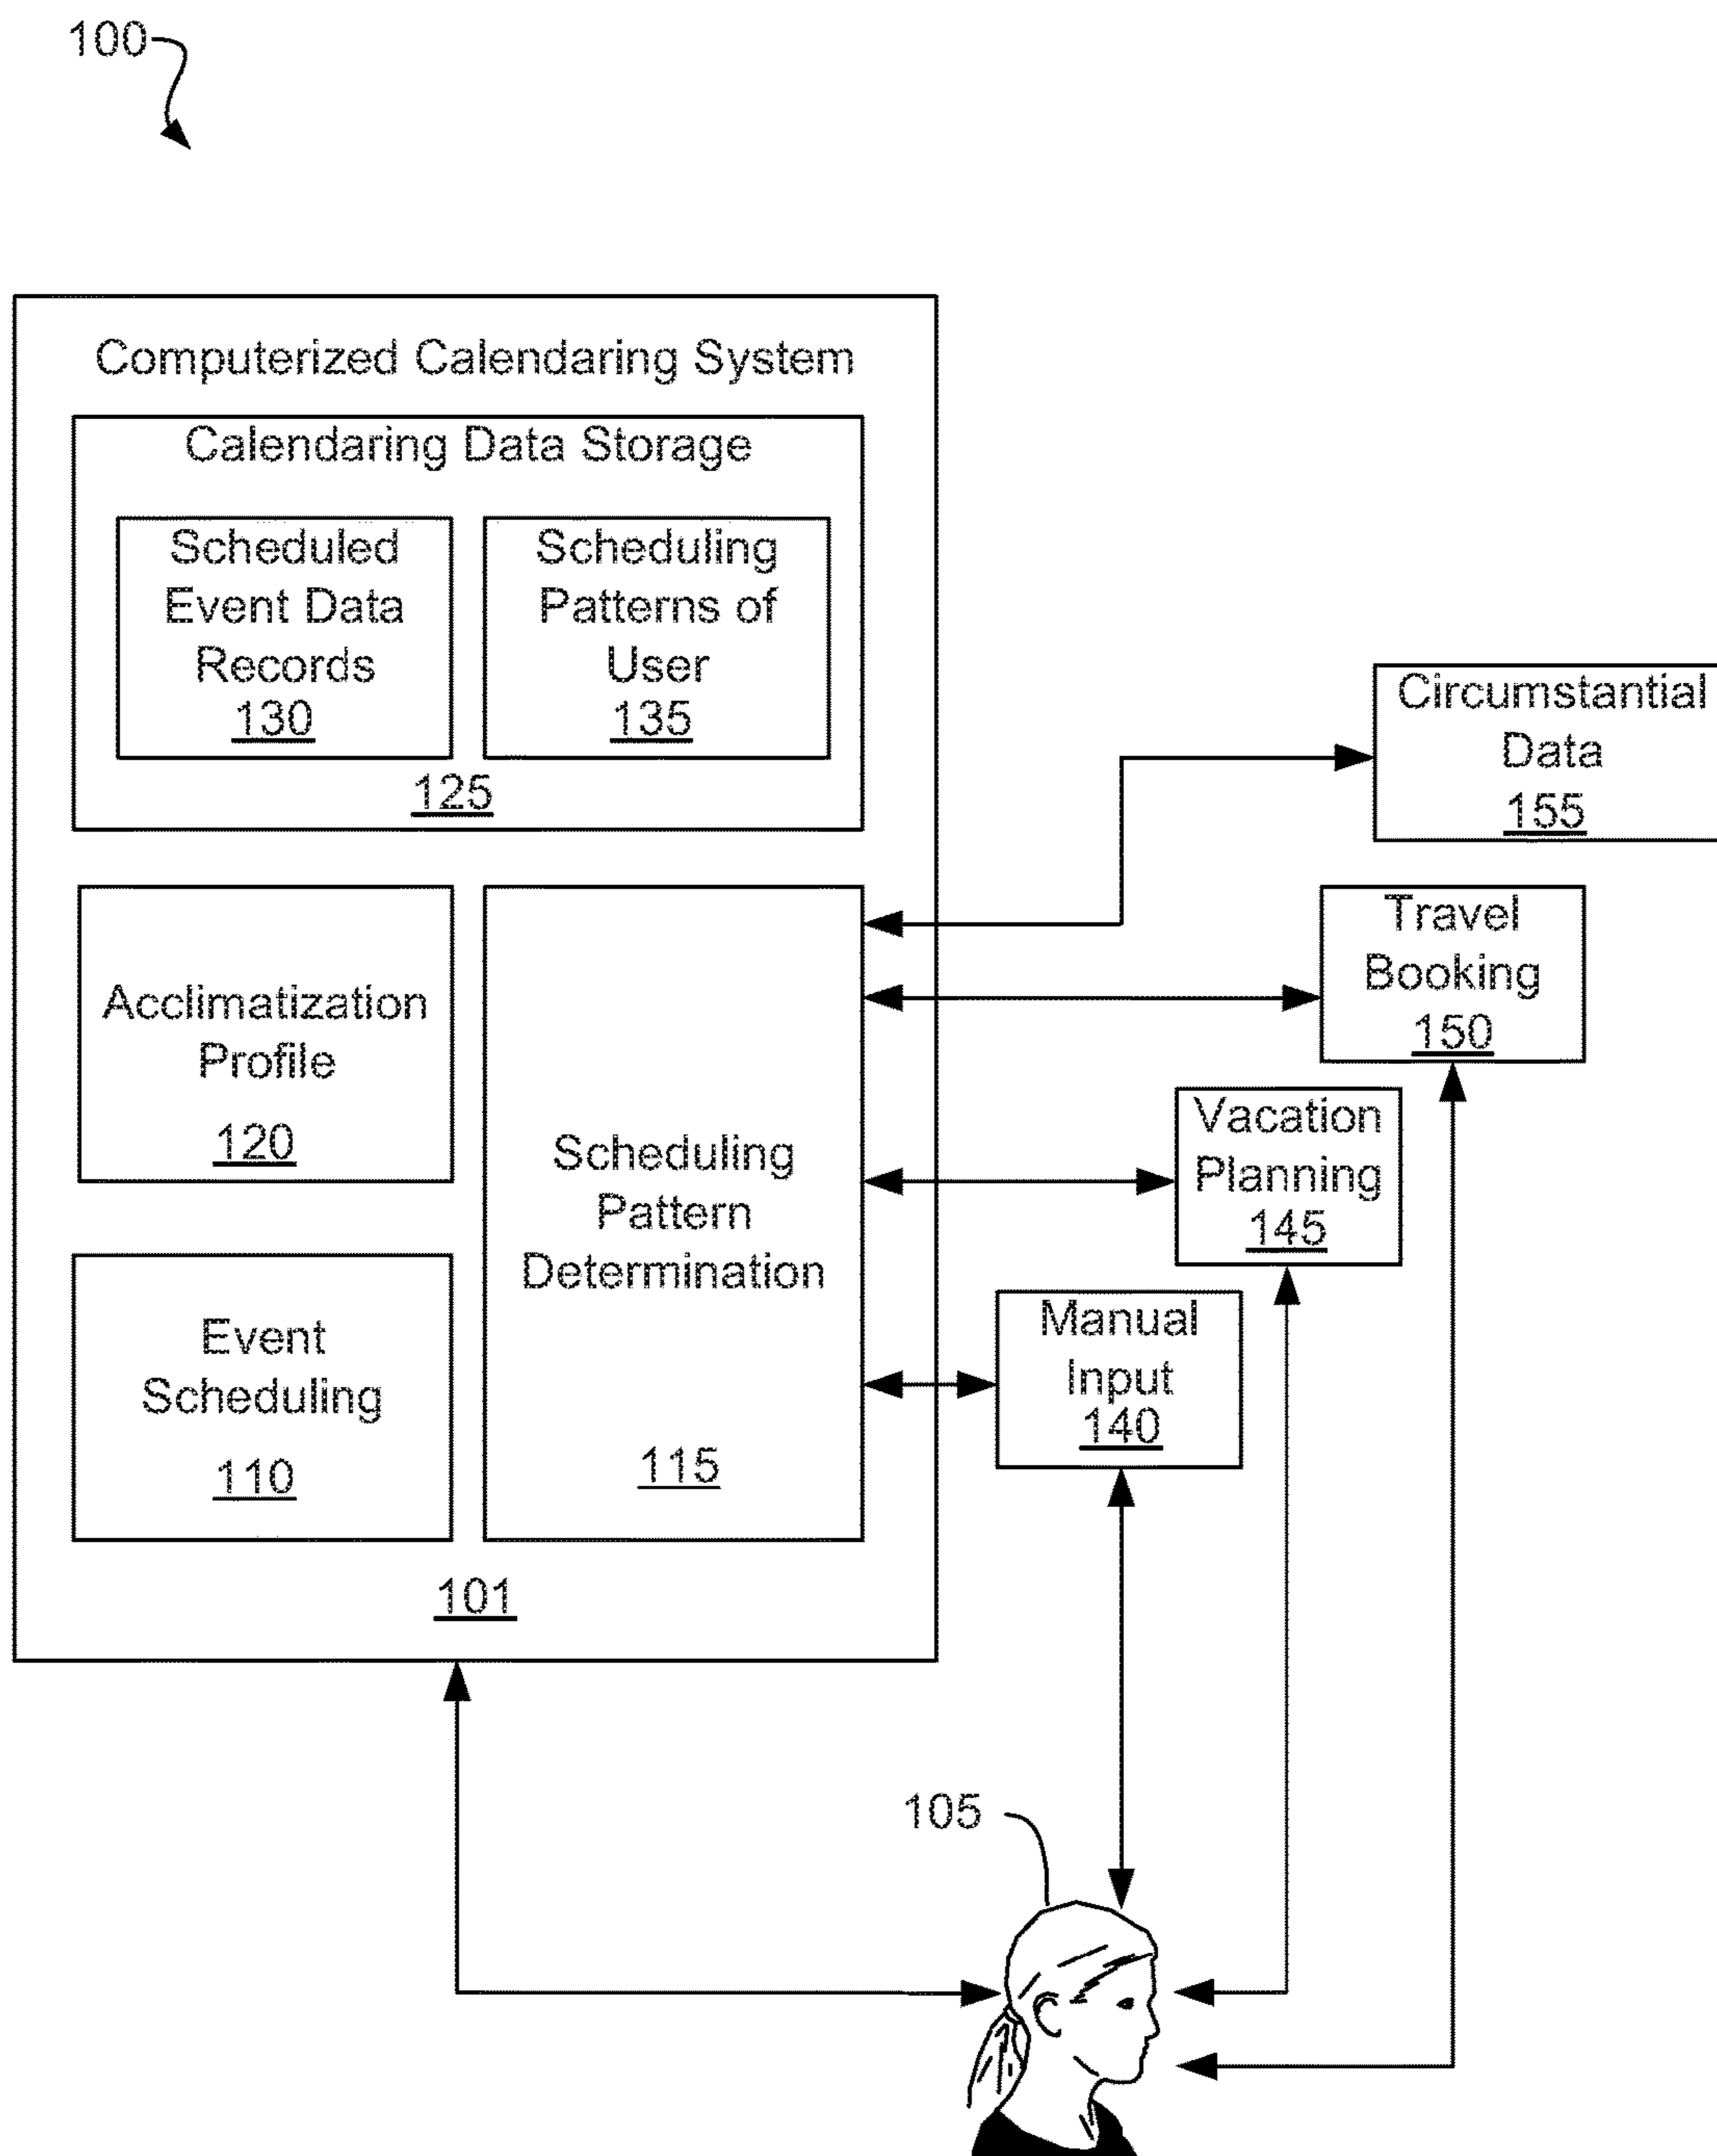 100
Computerized Calendaring System
Calendaring Data Storage
Scheduled
Event Data
Records
130
Scheduling
Patterns of
User
135
125
Circumstantial
Data
155
Travel
Booking
150
Acclimatization
Profile
120
Scheduling
Pattern
Determination
115
Vacation
Planning
145
Event
Scheduling
110
Manual
Input
140
101
105